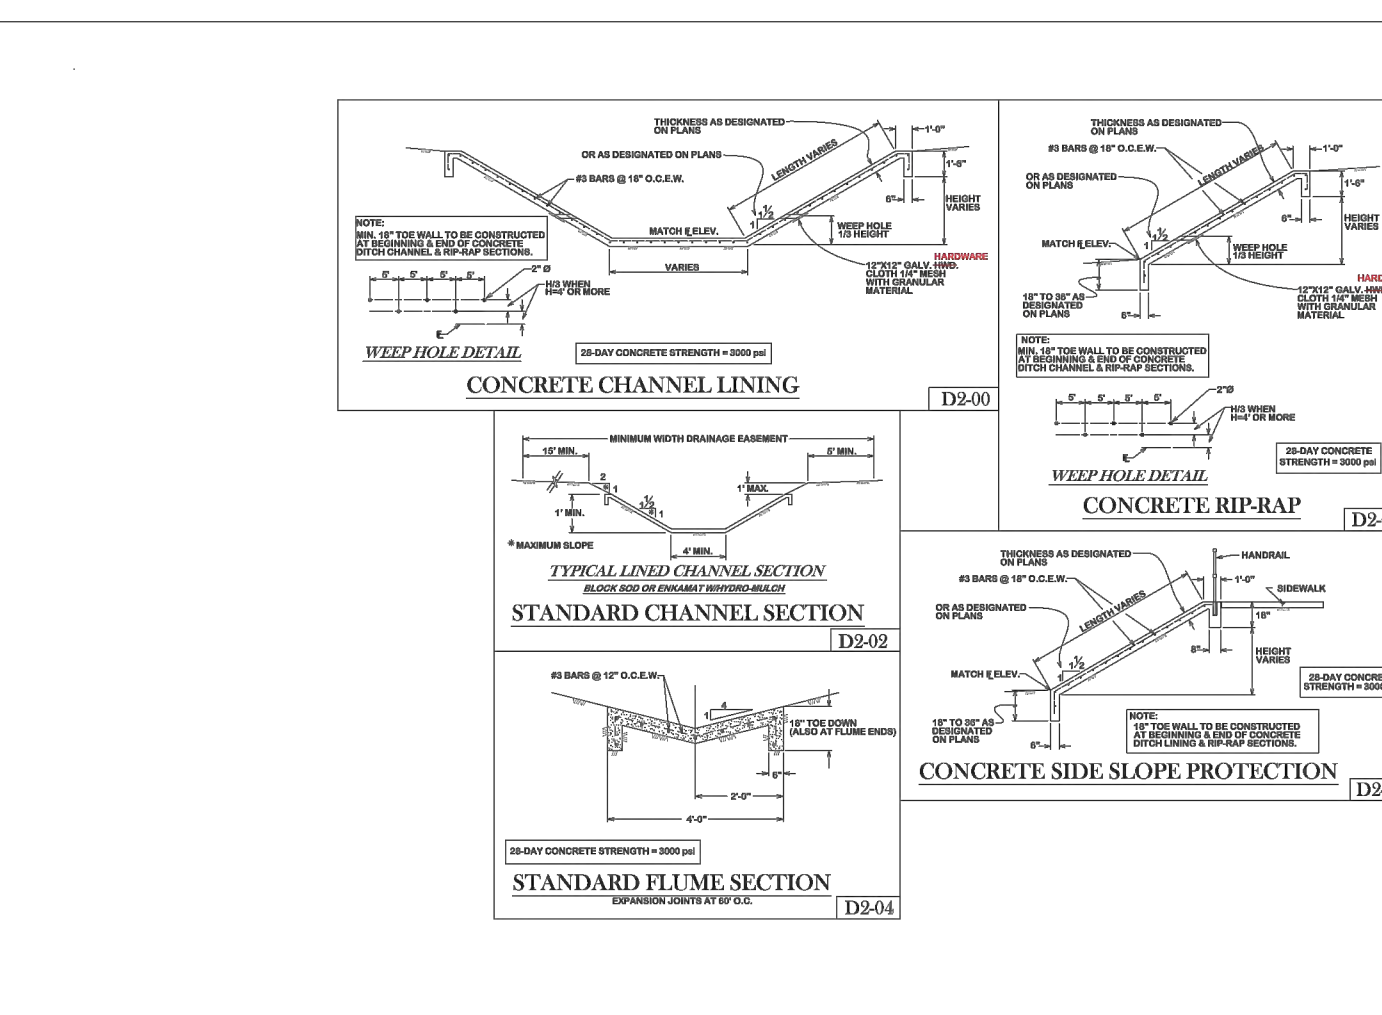 THICKNESS AS DESIGNATED
ON PLANS
OR AS DESIGNATED ON PLANS
#3 BARS @ 18" O.C.E.W.
LENGTH VARIES
1'-0"
1'-6"
6"
HEIGHT
VARIES
1
1/2
WEEP HOLE
1/3 HEIGHT
MATCH ELEV.
VARIES
HARDWARE
12"X12" GALV. HWD.
CLOTH 1/4" MESH
WITH GRANULAR
MATERIAL
NOTE:
MIN. 18" TOE WALL TO BE CONSTRUCTED
AT BEGINNING & END OF CONCRETE
DITCH CHANNEL & RIP-RAP SECTIONS.
2" Ø
5' 5' 5' 5'
H/3 WHEN
H=4' OR MORE
WEEP HOLE DETAIL
28-DAY CONCRETE STRENGTH = 3000 psi
CONCRETE CHANNEL LINING
D2-00
THICKNESS AS DESIGNATED
ON PLANS
#3 BARS @ 18" O.C.E.W.
LENGTH VARIES
1'-0"
OR AS DESIGNATED
ON PLANS
1'-6"
6"
HEIGHT
VARIES
1
1/2
MATCH ELEV.
WEEP HOLE
1/3 HEIGHT
HARD
12"X12" GALV. HW
CLOTH 1/4" MESH
WITH GRANULAR
MATERIAL
18" TO 36" AS
DESIGNATED
ON PLANS
6"
NOTE:
MIN. 18" TOE WALL TO BE CONSTRUCTED
AT BEGINNING & END OF CONCRETE
DITCH CHANNEL & RIP-RAP SECTIONS.
2"Ø
5' 5' 5' 5'
H/3 WHEN
H=4' OR MORE
WEEP HOLE DETAIL
28-DAY CONCRETE
STRENGTH = 3000 psi
CONCRETE RIP-RAP
D2-
MINIMUM WIDTH DRAINAGE EASEMENT
15' MIN.
5' MIN.
2
* 1
1/2
* 1
1' MAX.
1' MIN.
* MAXIMUM SLOPE
4' MIN.
TYPICAL LINED CHANNEL SECTION
BLOCK SOD OR ENKAMAT W/HYDRO-MULCH
STANDARD CHANNEL SECTION
D2-02
THICKNESS AS DESIGNATED
ON PLANS
#3 BARS @ 18" O.C.E.W.
LENGTH VARIES
HANDRAIL
1'-0"
SIDEWALK
OR AS DESIGNATED
ON PLANS
18"
8"
HEIGHT
VARIES
1
1/2
MATCH ELEV.
28-DAY CONCRE
STRENGTH = 3000
18" TO 36" AS
DESIGNATED
ON PLANS
6"
NOTE:
18" TOE WALL TO BE CONSTRUCTED
AT BEGINNING & END OF CONCRETE
DITCH LINING & RIP-RAP SECTIONS.
CONCRETE SIDE SLOPE PROTECTION
D2-
#3 BARS @ 12" O.C.E.W.
4
1
18" TOE DOWN
(ALSO AT FLUME ENDS)
6"
2'-0"
4'-0"
28-DAY CONCRETE STRENGTH = 3000 psi
STANDARD FLUME SECTION
EXPANSION JOINTS AT 60' O.C.
D2-04